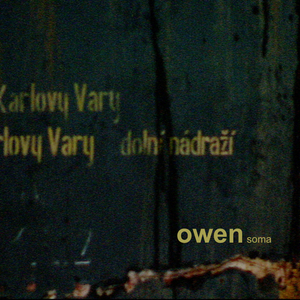 Karlovy Vary
rlovy Vary dolní nádraží
owen soma